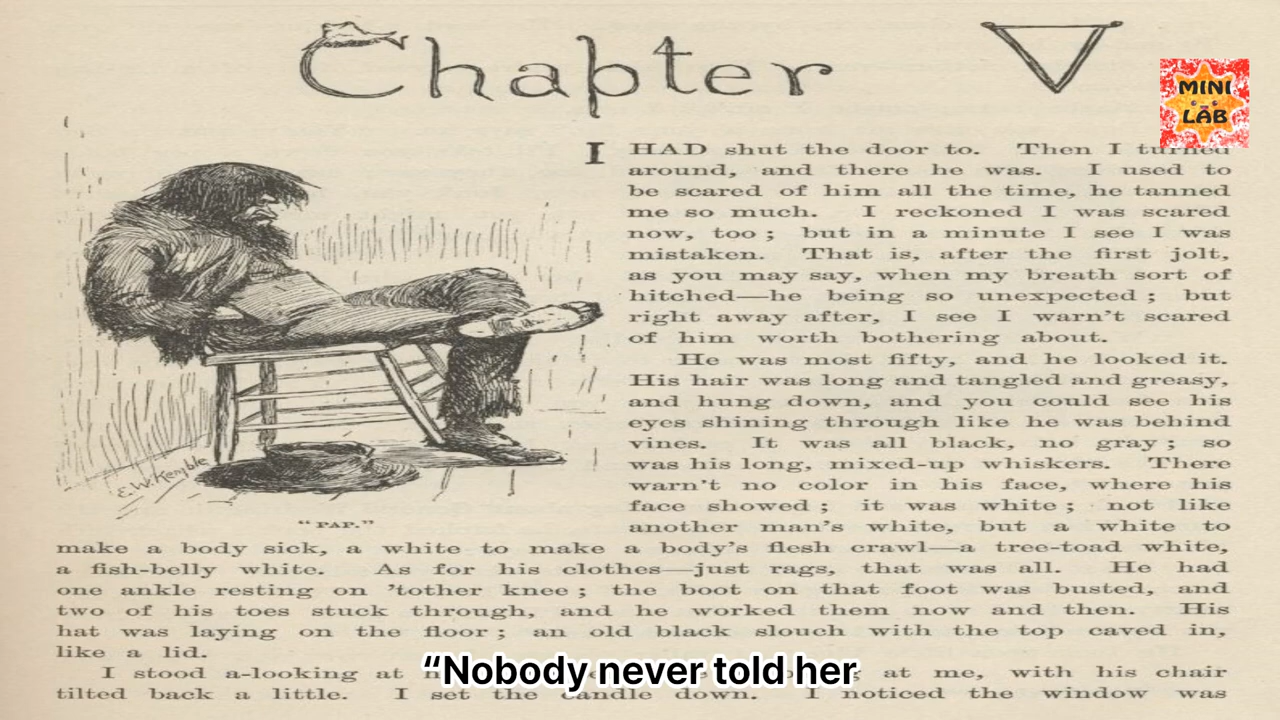 Chapter V
MINI
LAB
I HAD shut the door to. Then I turned
around, and there he was. I used to
be scared of him all the time, he tanned
me so much. I reckoned I was scared
now, too ; but in a minute I see I was
mistaken. That is, after the first jolt,
as you may say, when my breath sort of
hitched—he being so unexpected ; but
right away after, I see I warn't scared
of him worth bothering about.
He was most fifty, and he looked it.
His hair was long and tangled and greasy,
and hung down, and you could see his
eyes shining through like he was behind
vines. It was all black, no gray ; so
was his long, mixed-up whiskers. There
warn't no color in his face, where his
face showed ; it was white ; not like
another man's white, but a white to
E. W. Kemble
“ PAP.”
make a body sick, a white to make a body's flesh crawl—a tree-toad white,
a fish-belly white. As for his clothes—just rags, that was all. He had
one ankle resting on 'tother knee ; the boot on that foot was busted, and
two of his toes stuck through, and he worked them now and then. His
hat was laying on the floor ; an old black slouch with the top caved in,
like a lid.
I stood a-looking at at me, with his chair
tilted back a little. I set the candle down. I noticed the window was
“Nobody never told her